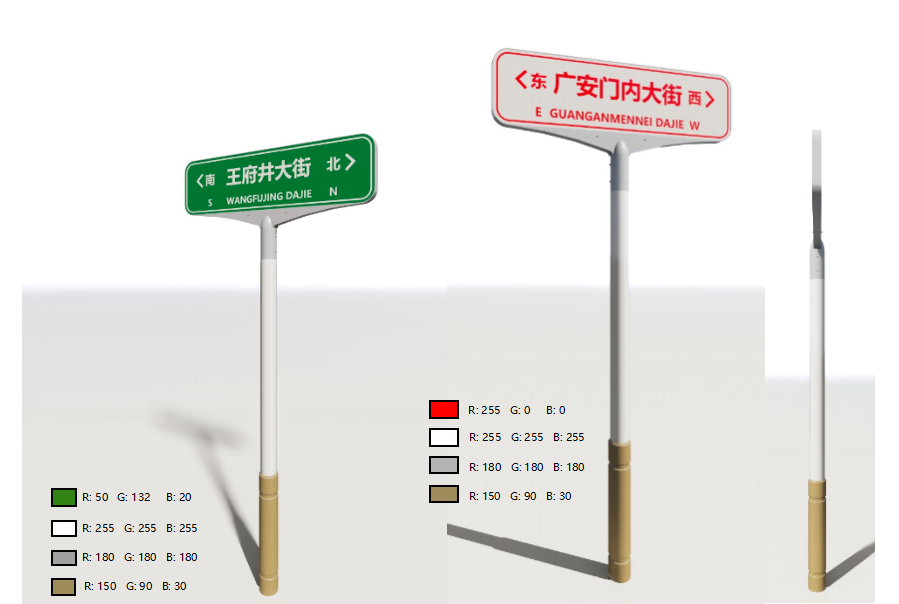 <南 王府井大街 北>
S WANGFUJING DAJIE N
<东 广安门内大街 西>
E GUANGANMENNEI DAJIE W
R: 255 G: 0 B: 0
R: 255 G: 255 B: 255
R: 180 G: 180 B: 180
R: 150 G: 90 B: 30
R: 50 G: 132 B: 20
R: 255 G: 255 B: 255
R: 180 G: 180 B: 180
R: 150 G: 90 B: 30